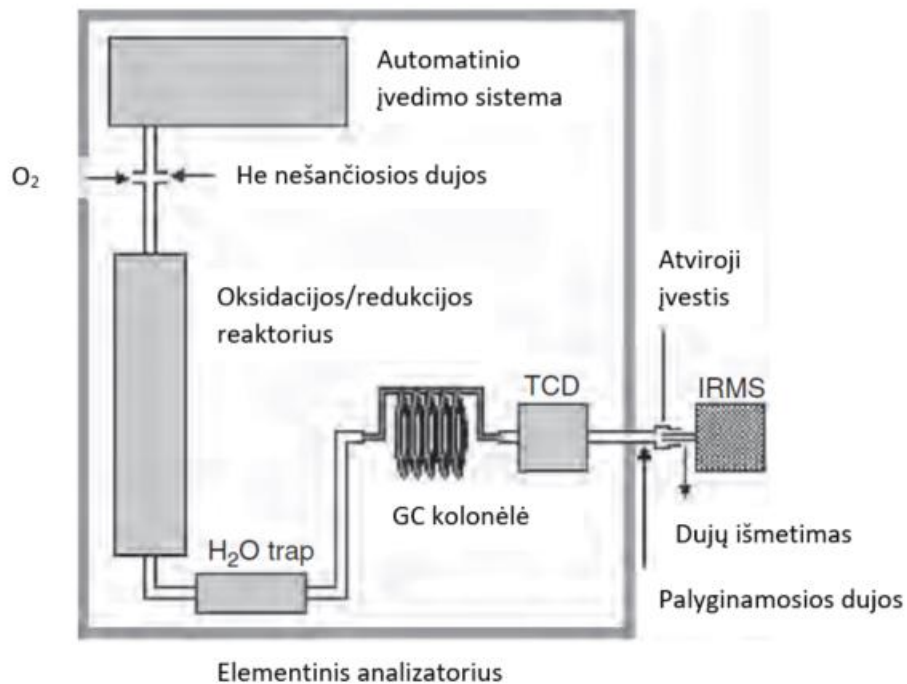 Automatinio
įvedimo sistema
O₂
He nešančiosios dujos
Oksidacijos/redukcijos
reaktorius
Atviroji
įvestis
TCD
IRMS
GC kolonėlė
H₂O trap
Dujų išmetimas
Palyginamosios dujos
Elementinis analizatorius